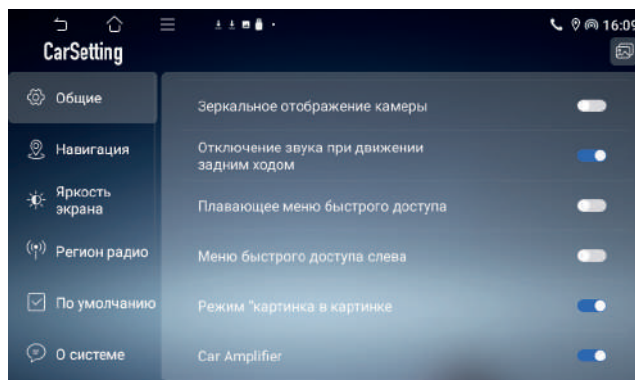 16:09
CarSetting
Общие
Зеркальное отображение камеры
Навигация
Отключение звука при движении
задним ходом
Яркость
экрана
Плавающее меню быстрого доступа
Регион радио
Меню быстрого доступа слева
По умолчанию
Режим "картинка в картинке
О системе
Car Amplifier